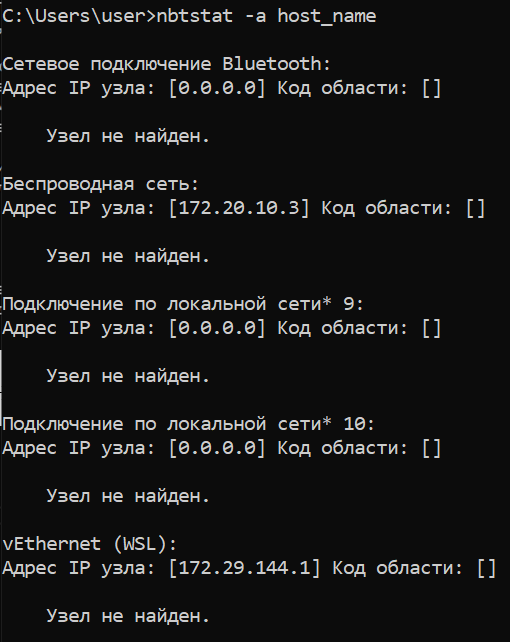 C:\Users\user>nbtstat -a host_name
Сетевое подключение Bluetooth:
Адрес IP узла: [0.0.0.0] Код области: []
Узел не найден.
Беспроводная сеть:
Адрес IP узла: [172.20.10.3] Код области: []
Узел не найден.
Подключение по локальной сети* 9:
Адрес IP узла: [0.0.0.0] Код области: []
Узел не найден.
Подключение по локальной сети* 10:
Адрес IP узла: [0.0.0.0] Код области: []
Узел не найден.
vEthernet (WSL):
Адрес IP узла: [172.29.144.1] Код области: []
Узел не найден.